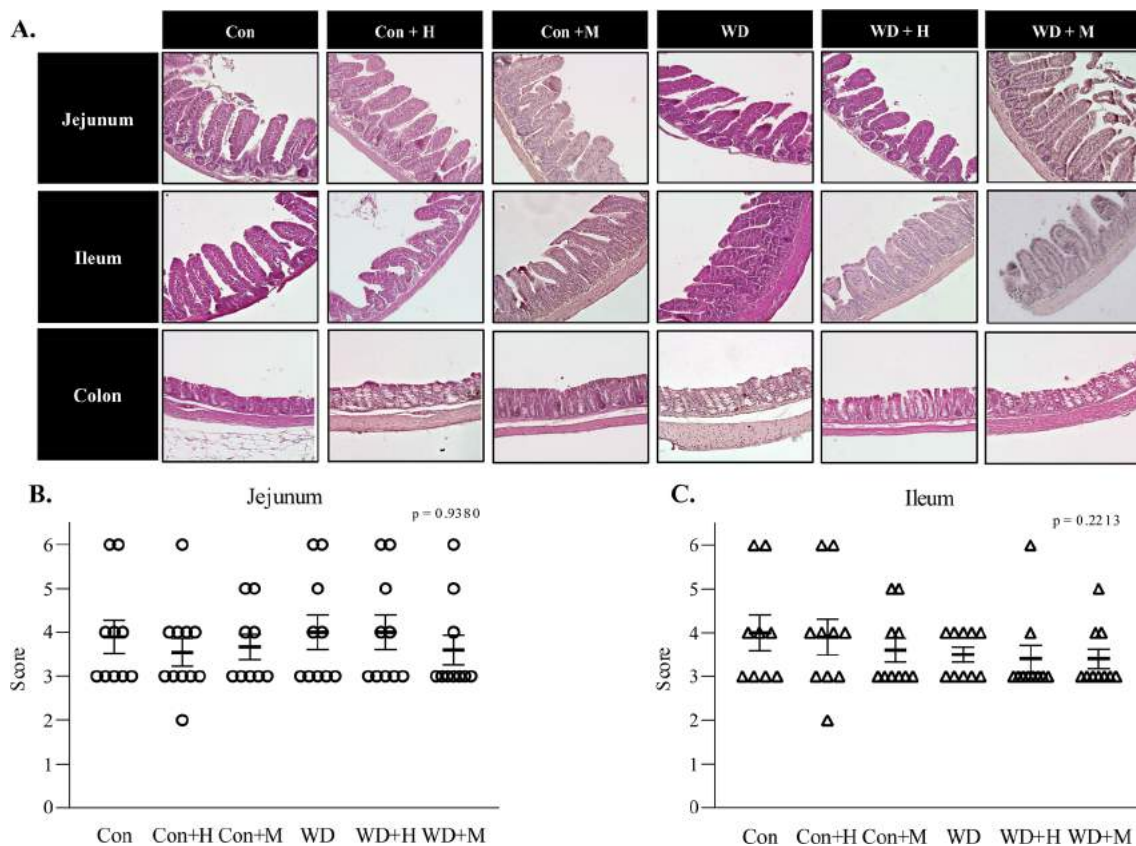 A.
Con Con + H Con +M WD WD + H WD + M
Jejunum
Ileum
Colon
B.
Jejunum
p = 0.9380
6
5
4
3
2
1
0
Score
Con Con+H Con+M WD WD+H WD+M
C.
Ileum
p = 0.2213
6
5
4
3
2
1
0
Score
Con Con+H Con+M WD WD+H WD+M